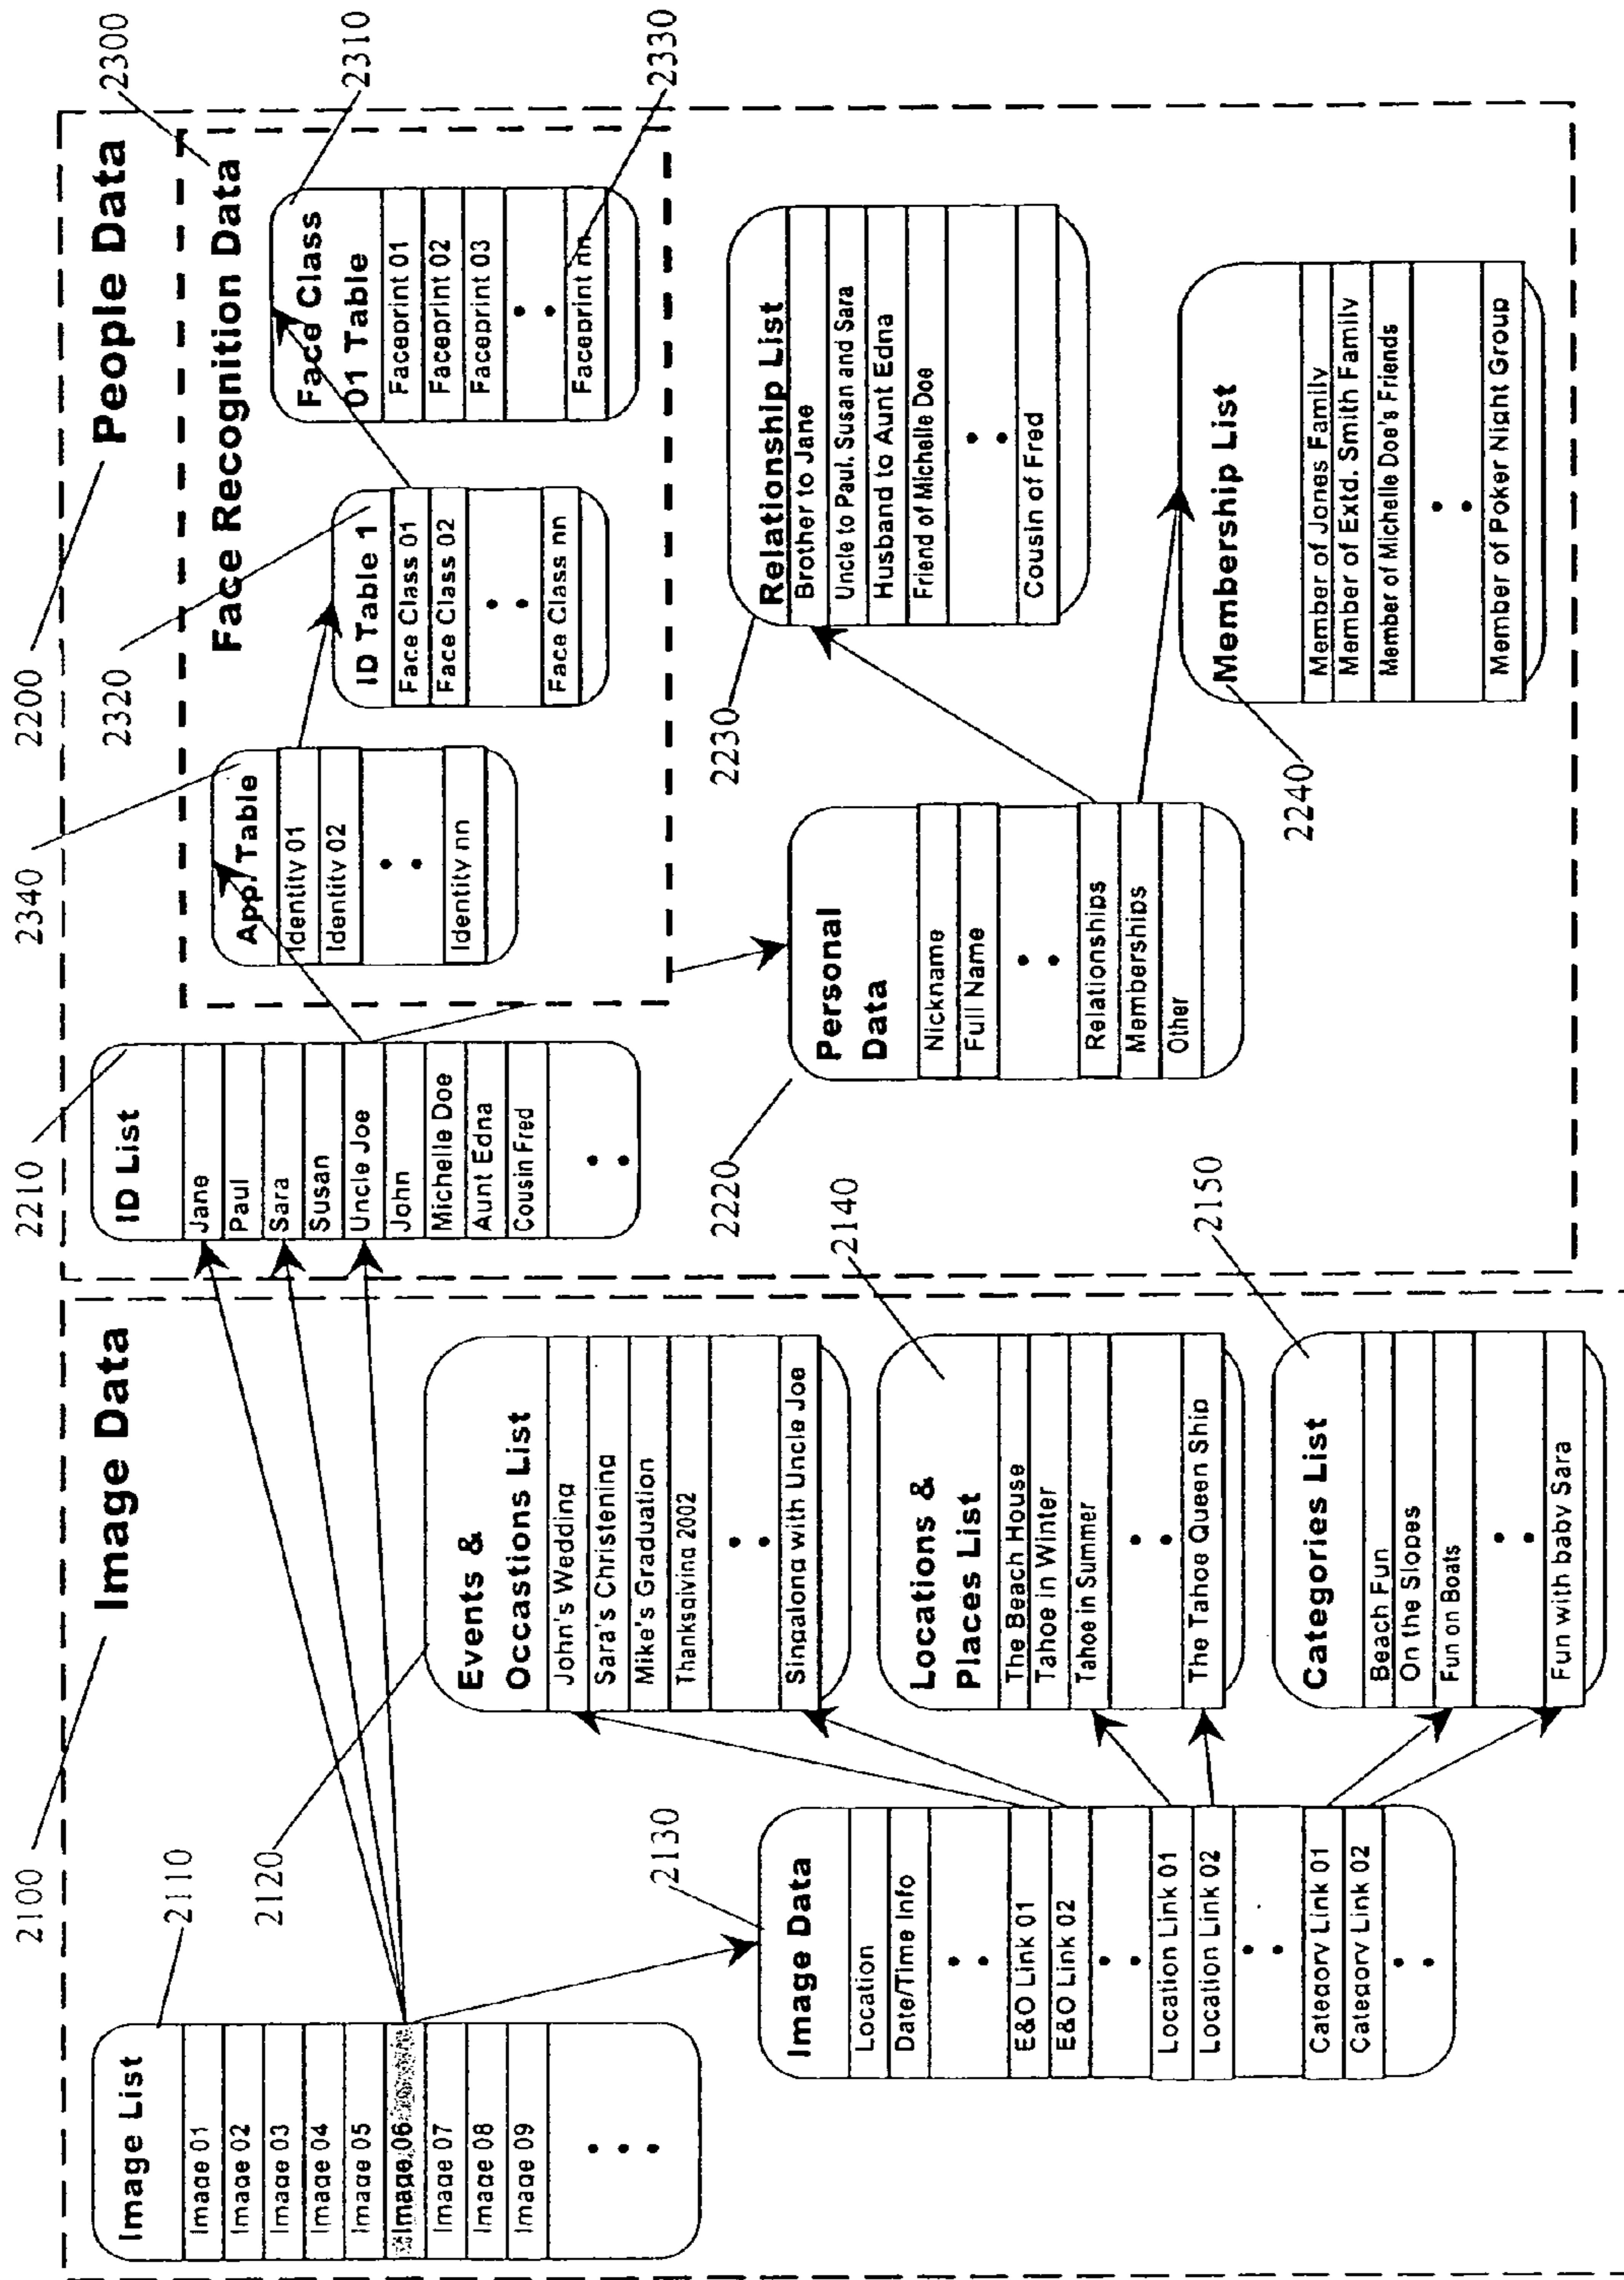 2100
Image Data
2110
Image List
Image 01
Image 02
Image 03
Image 04
Image 05
Image 06
Image 07
Image 08
Image 09
2120
Events &
Occastions List
John's Wedding
Sara's Christening
Mike's Graduation
Thanksgiving 2002
Singalong with Uncle Joe
2130
Image Data
Location
Date/Time Info
E&O Link 01
E&O Link 02
Location Link 01
Location Link 02
Category Link 01
Category Link 02
2140
Locations &
Places List
The Beach House
Tahoe in Winter
Tahoe in Summer
The Tahoe Queen Ship
2150
Categories List
Beach Fun
On the Slopes
Fun on Boats
Fun with baby Sara
2200
People Data
2210
ID List
Jane
Paul
Sara
Susan
Uncle Joe
John
Michelle Doe
Aunt Edna
Cousin Fred
2300
Face Recognition Data
2340
App. Table
Identity 01
Identity 02
Identity nn
2320
ID Table 1
Face Class 01
Face Class 02
Face Class nn
2310
Face Class
01 Table
Faceprint 01
Faceprint 02
Faceprint 03
Faceprint nn
2330
2220
Personal
Data
Nickname
Full Name
Relationships
Memberships
Other
2230
Relationship List
Brother to Jane
Uncle to Paul, Susan and Sara
Husband to Aunt Edna
Friend of Michelle Doe
Cousin of Fred
2240
Membership List
Member of Jones Family
Member of Extd. Smith Family
Member of Michelle Doe's Friends
Member of Poker Night Group